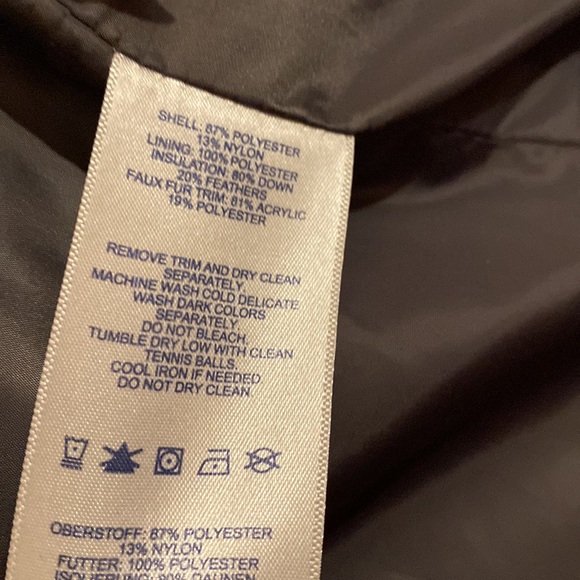 SHELL: 87% POLYESTER
13% NYLON
LINING: 100% POLYESTER
INSULATION: 80% DOWN
20% FEATHERS
FAUX FUR TRIM: 81% ACRYLIC
19% POLYESTER
REMOVE TRIM AND DRY CLEAN
SEPARATELY.
MACHINE WASH COLD DELICATE
WASH DARK COLORS
SEPARATELY
DO NOT BLEACH.
TUMBLE DRY LOW WITH CLEAN
TENNIS BALLS.
COOL IRON IF NEEDED
DO NOT DRY CLEAN
OBERSTOFF: 87% POLYESTER
13% NYLON
FUTTER: 100% POLYESTER
ISOLIERUNG: 80% DAUNEN